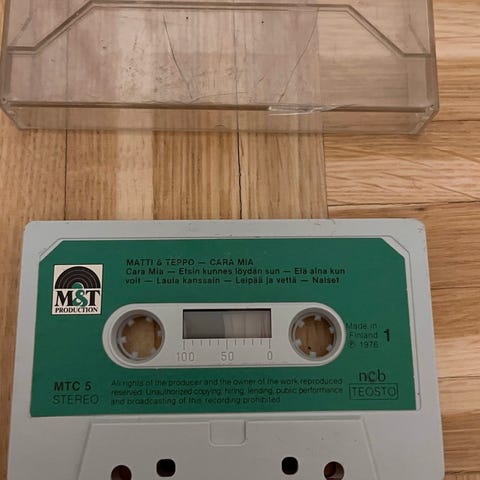 MATTI & TEPPO — CARA MIA
Cara Mia — Etsin kunnes löydän sun — Elä aina kun
voit — Laula kanssain — Leipää ja vettä — Naiset
M&T
PRODUCTION
100 50 0
Made in
Finland
℗ 1976
1
MTC 5
STEREO
All rights of the producer and the owner of the work reproduced
reserved. Unauthorized copying, hiring, lending, public performance
and broadcasting of this recording prohibited.
ncb
TEOSTO